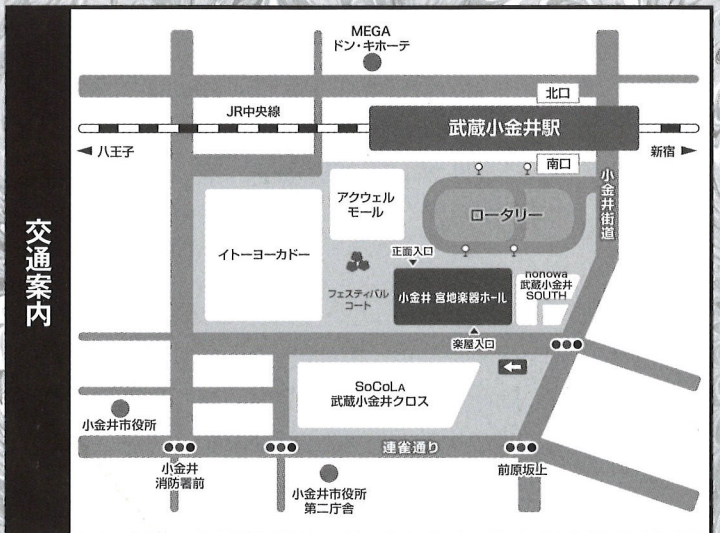 交通案内
MEGA
ドン・キホーテ
北口
JR中央線
武蔵小金井駅
八王子
新宿
南口
小金井街道
アクウェル
モール
ロータリー
イトーヨーカドー
正面入口
フェスティバル
コート
小金井 宮地楽器ホール
nonowa
武蔵小金井
SOUTH
楽屋入口
SoCoLA
武蔵小金井クロス
小金井市役所
連雀通り
小金井
消防署前
前原坂上
小金井市役所
第二庁舎